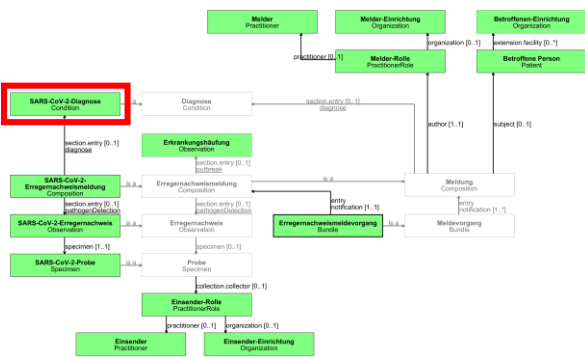 Melder
Practitioner
Melder-Einrichtung
Organization
Betroffenen-Einrichtung
Organization
organization [0..1]
extension.facility [0..*]
practitioner [0..1]
Melder-Rolle
PractitionerRole
Betroffene Person
Patient
SARS-CoV-2-Diagnose
Condition
is a
Diagnose
Condition
section.entry [0..1]
diagnose
author [1..1]
subject [0..1]
section.entry [0..1]
diagnose
Erkrankungshäufung
Observation
section.entry [0..1]
outbreak
SARS-CoV-2-
Erregernachweismeldung
Composition
is a
Erregernachweismeldung
Composition
is a
Meldung
Composition
section.entry [0..1]
pathogenDetection
section.entry [0..1]
pathogenDetection
entry
notification [1..1]
entry
notification [1..*]
SARS-CoV-2-Erregernachweis
Observation
is a
Erregernachweis
Observation
Erregernachweismeldevorgang
Bundle
is a
Meldevorgang
Bundle
specimen [1..1]
specimen [0..1]
SARS-CoV-2-Probe
Specimen
is a
Probe
Specimen
collection.collector [0..1]
Einsender-Rolle
PractitionerRole
practitioner [0..1]
organization [0..1]
Einsender
Practitioner
Einsender-Einrichtung
Organization